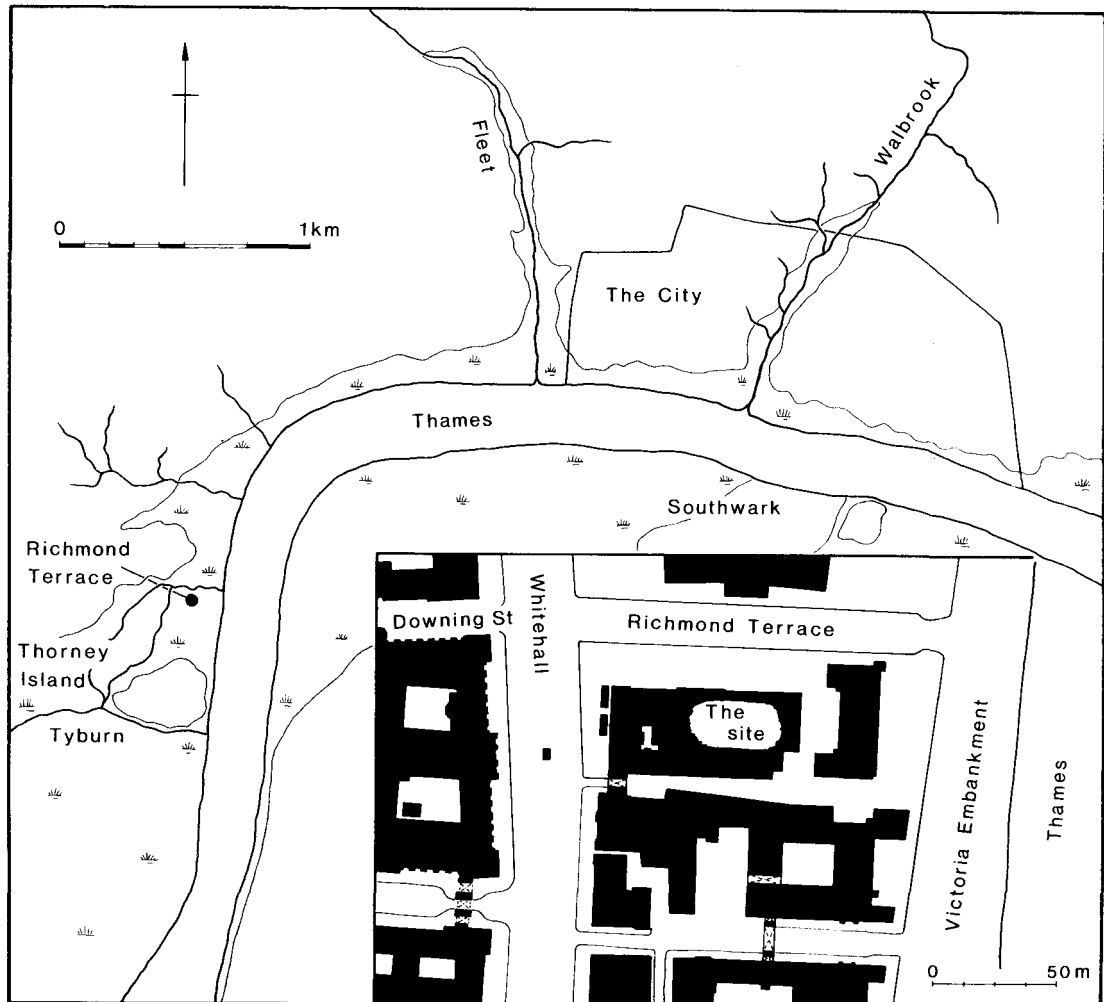 Fleet
Walbrook
0 1km
The City
Thames
Southwark
Richmond
Terrace
Thorney
Island
Tyburn
Downing St
Whitehall
Richmond Terrace
The
site
Victoria Embankment
Thames
0 50m